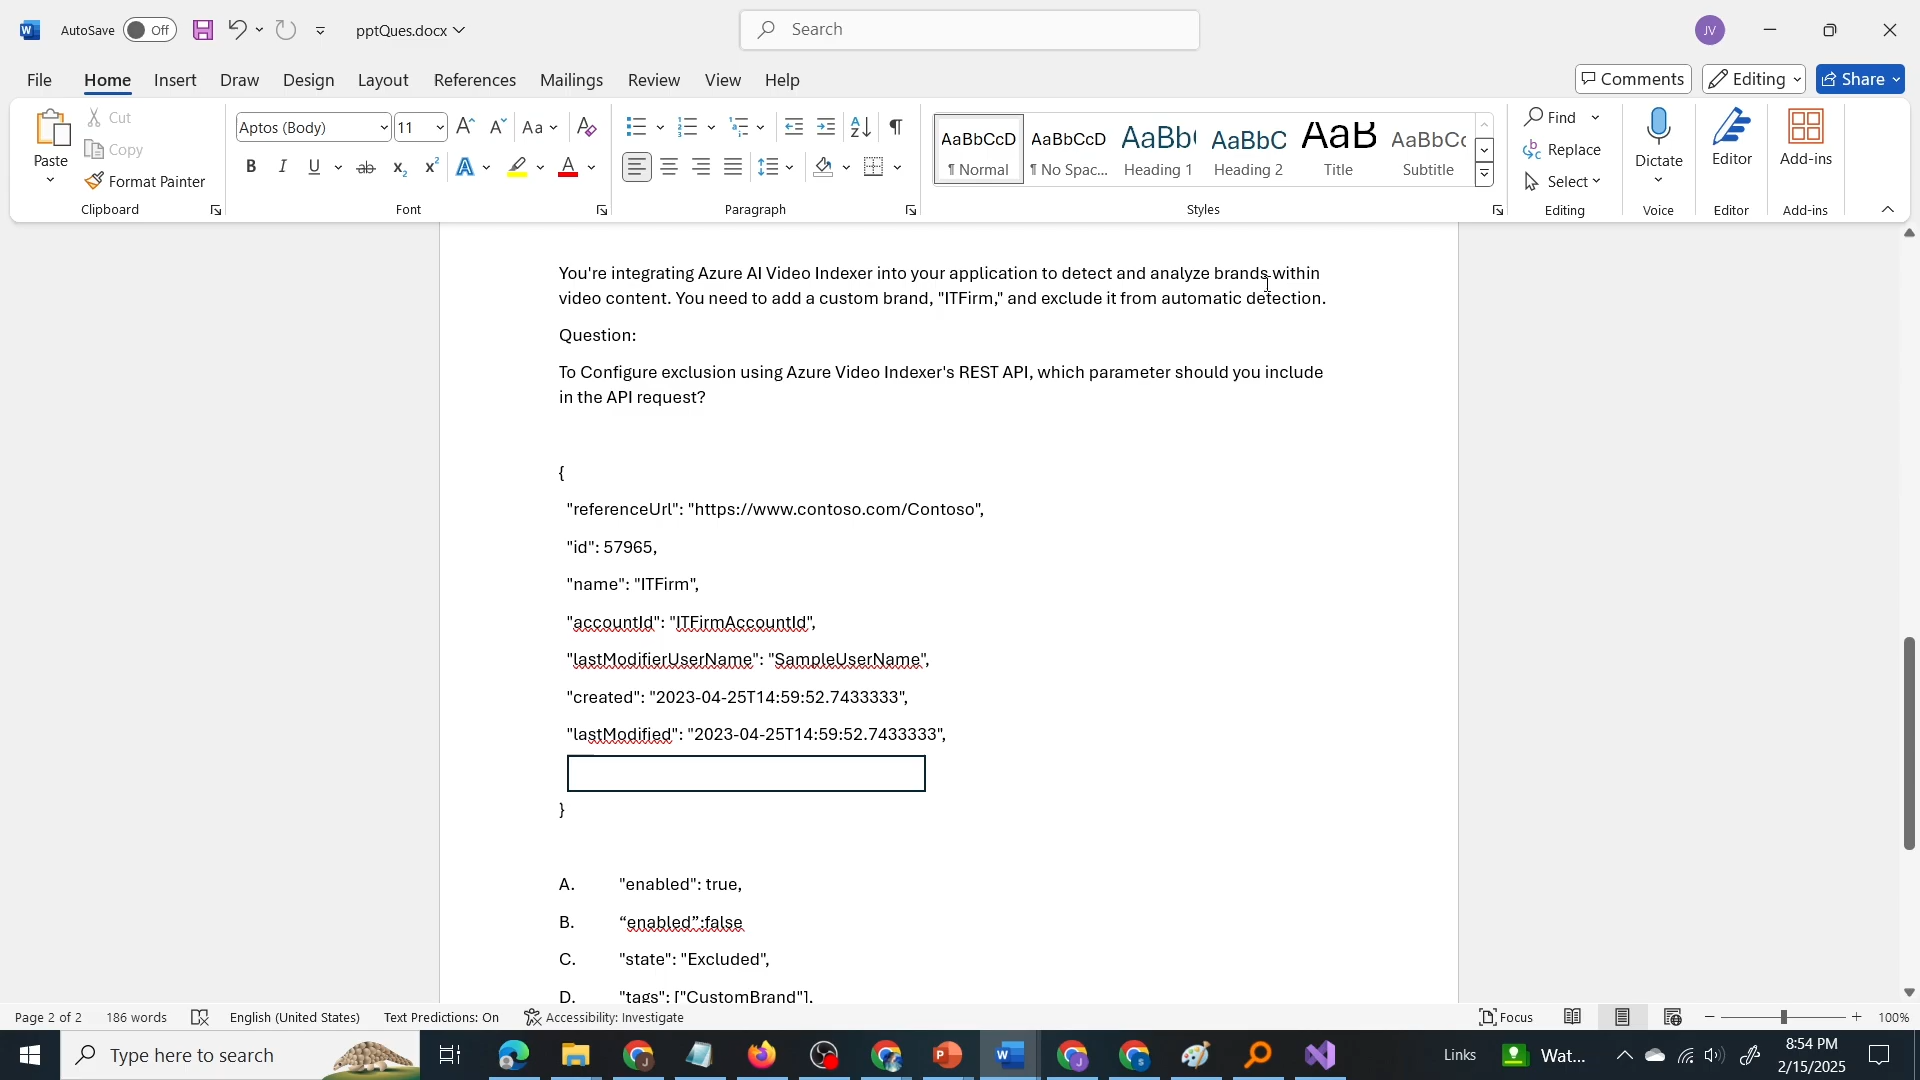 AutoSave
Off
pptQues.docx
Search
JV
File
Home
Insert
Draw
Design
Layout
References
Mailings
Review
View
Help
Comments
Editing
Share
Paste
Cut
Copy
Format Painter
Clipboard
Aptos (Body)
11
Font
Paragraph
AaBbCcD
¶ Normal
AaBbCcD
¶ No Spac...
AaBb(
Heading 1
AaBbC
Heading 2
AaB
Title
AaBbCc
Subtitle
Styles
Find
Replace
Select
Editing
Dictate
Voice
Editor
Editor
Add-ins
Add-ins
You're integrating Azure AI Video Indexer into your application to detect and analyze brands within
video content. You need to add a custom brand, "ITFirm," and exclude it from automatic detection.
Question:
To Configure exclusion using Azure Video Indexer's REST API, which parameter should you include
in the API request?
{
"referenceUrl": "https://www.contoso.com/Contoso",
"id": 57965,
"name": "ITFirm",
"accountId": "ITFirmAccountId",
"lastModifierUserName": "SampleUserName",
"created": "2023-04-25T14:59:52.7433333",
"lastModified": "2023-04-25T14:59:52.7433333",
}
A. "enabled": true,
B. “enabled”:false
C. "state": "Excluded",
D. "tags": ["CustomBrand"],
Page 2 of 2
186 words
English (United States)
Text Predictions: On
Accessibility: Investigate
Focus
100%
Type here to search
Links
Wat...
8:54 PM
2/15/2025